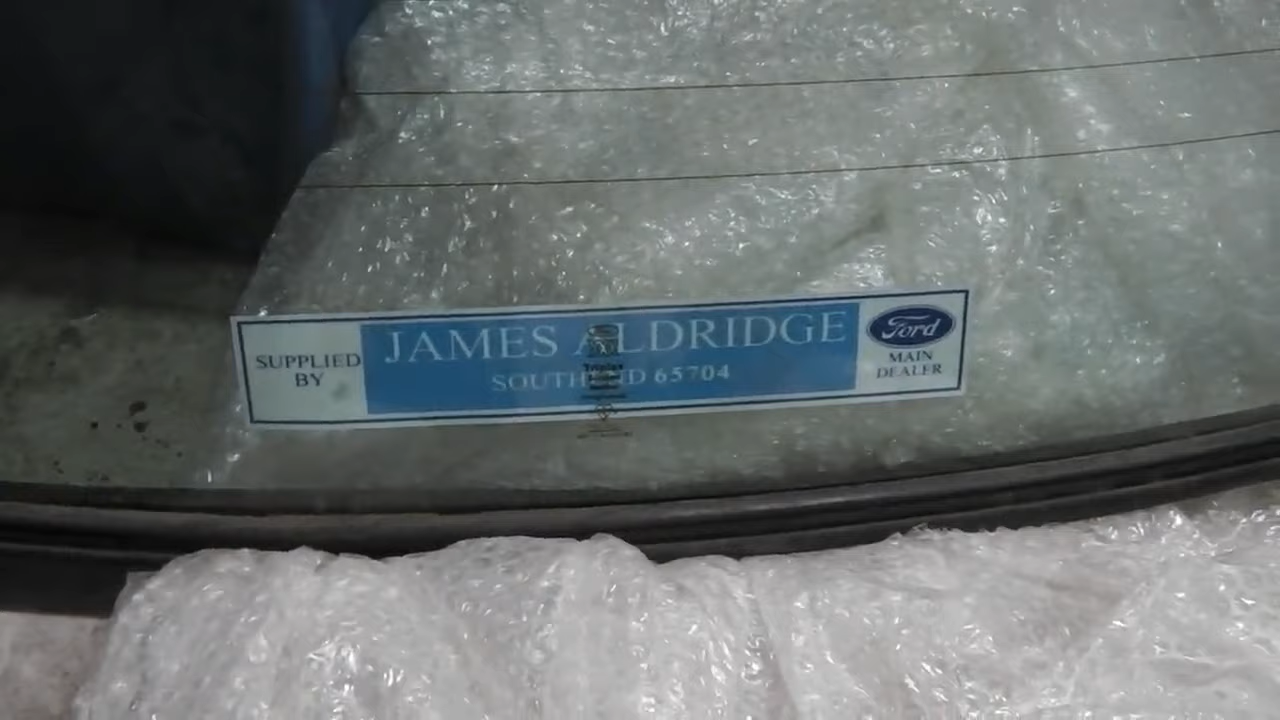 SUPPLIED BY
JAMES ALDRIDGE
SOUTHEND 65704
Ford
MAIN
DEALER